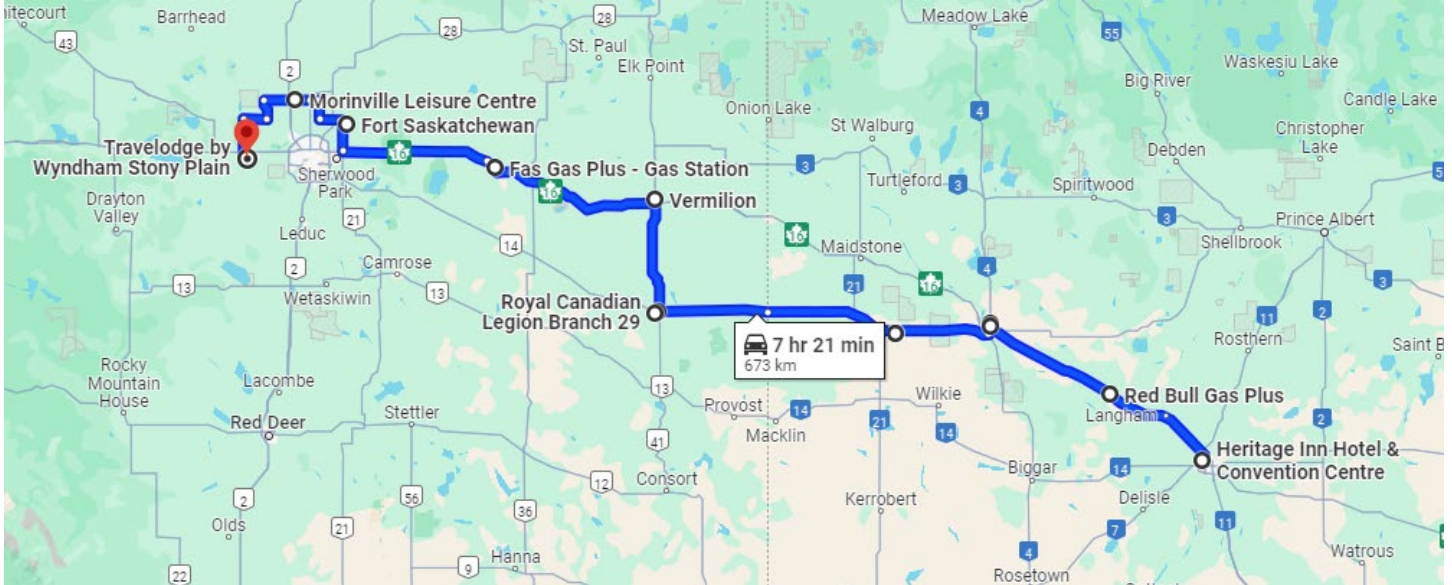 hitecourt
Barrhead
43
28
28
St. Paul
Elk Point
Meadow Lake
55
Waskesiu Lake
Big River
Candle Lake
2
Morinville Leisure Centre
Fort Saskatchewan
Onion Lake
4
St Walburg
Christopher
Lake
Debden
Travelodge by
Wyndham Stony Plain
16
Sherwood
Park
Fas Gas Plus - Gas Station
16
3
Turtleford
3
Spiritwood
55
Drayton
Valley
21
Vermilion
3
Prince Albert
Shellbrook
Leduc
14
16
Maidstone
4
16
3
2
Camrose
13
13
Wetaskiwin
21
Royal Canadian
Legion Branch 29
11
2
Rosthern
Saint B
7 hr 21 min
673 km
Rocky
Mountain
House
Lacombe
13
Provost
14
Macklin
Wilkie
21
14
Red Bull Gas Plus
Langham
2
Red Deer
Stettler
41
Consort
12
Biggar
14
Heritage Inn Hotel &
Convention Centre
Delisle
2
Olds
56
21
36
Kerrobert
7
11
Hanna
9
22
4
Rosetown
Watrous